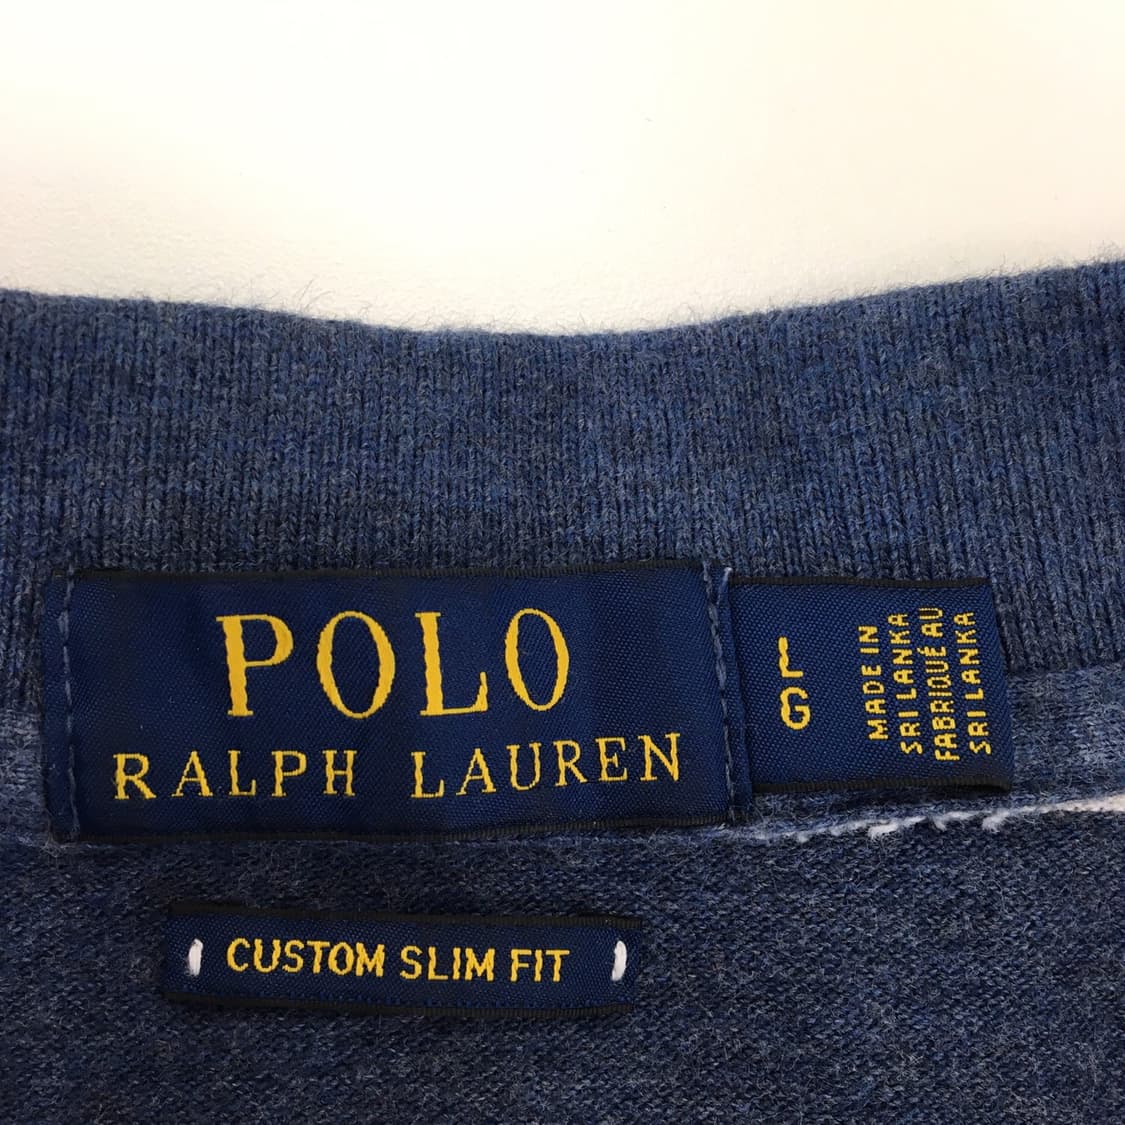 POLO
RALPH LAUREN
L
G
MADE IN
SRI LANKA
FABRIQUÉ AU
SRI LANKA
CUSTOM SLIM FIT